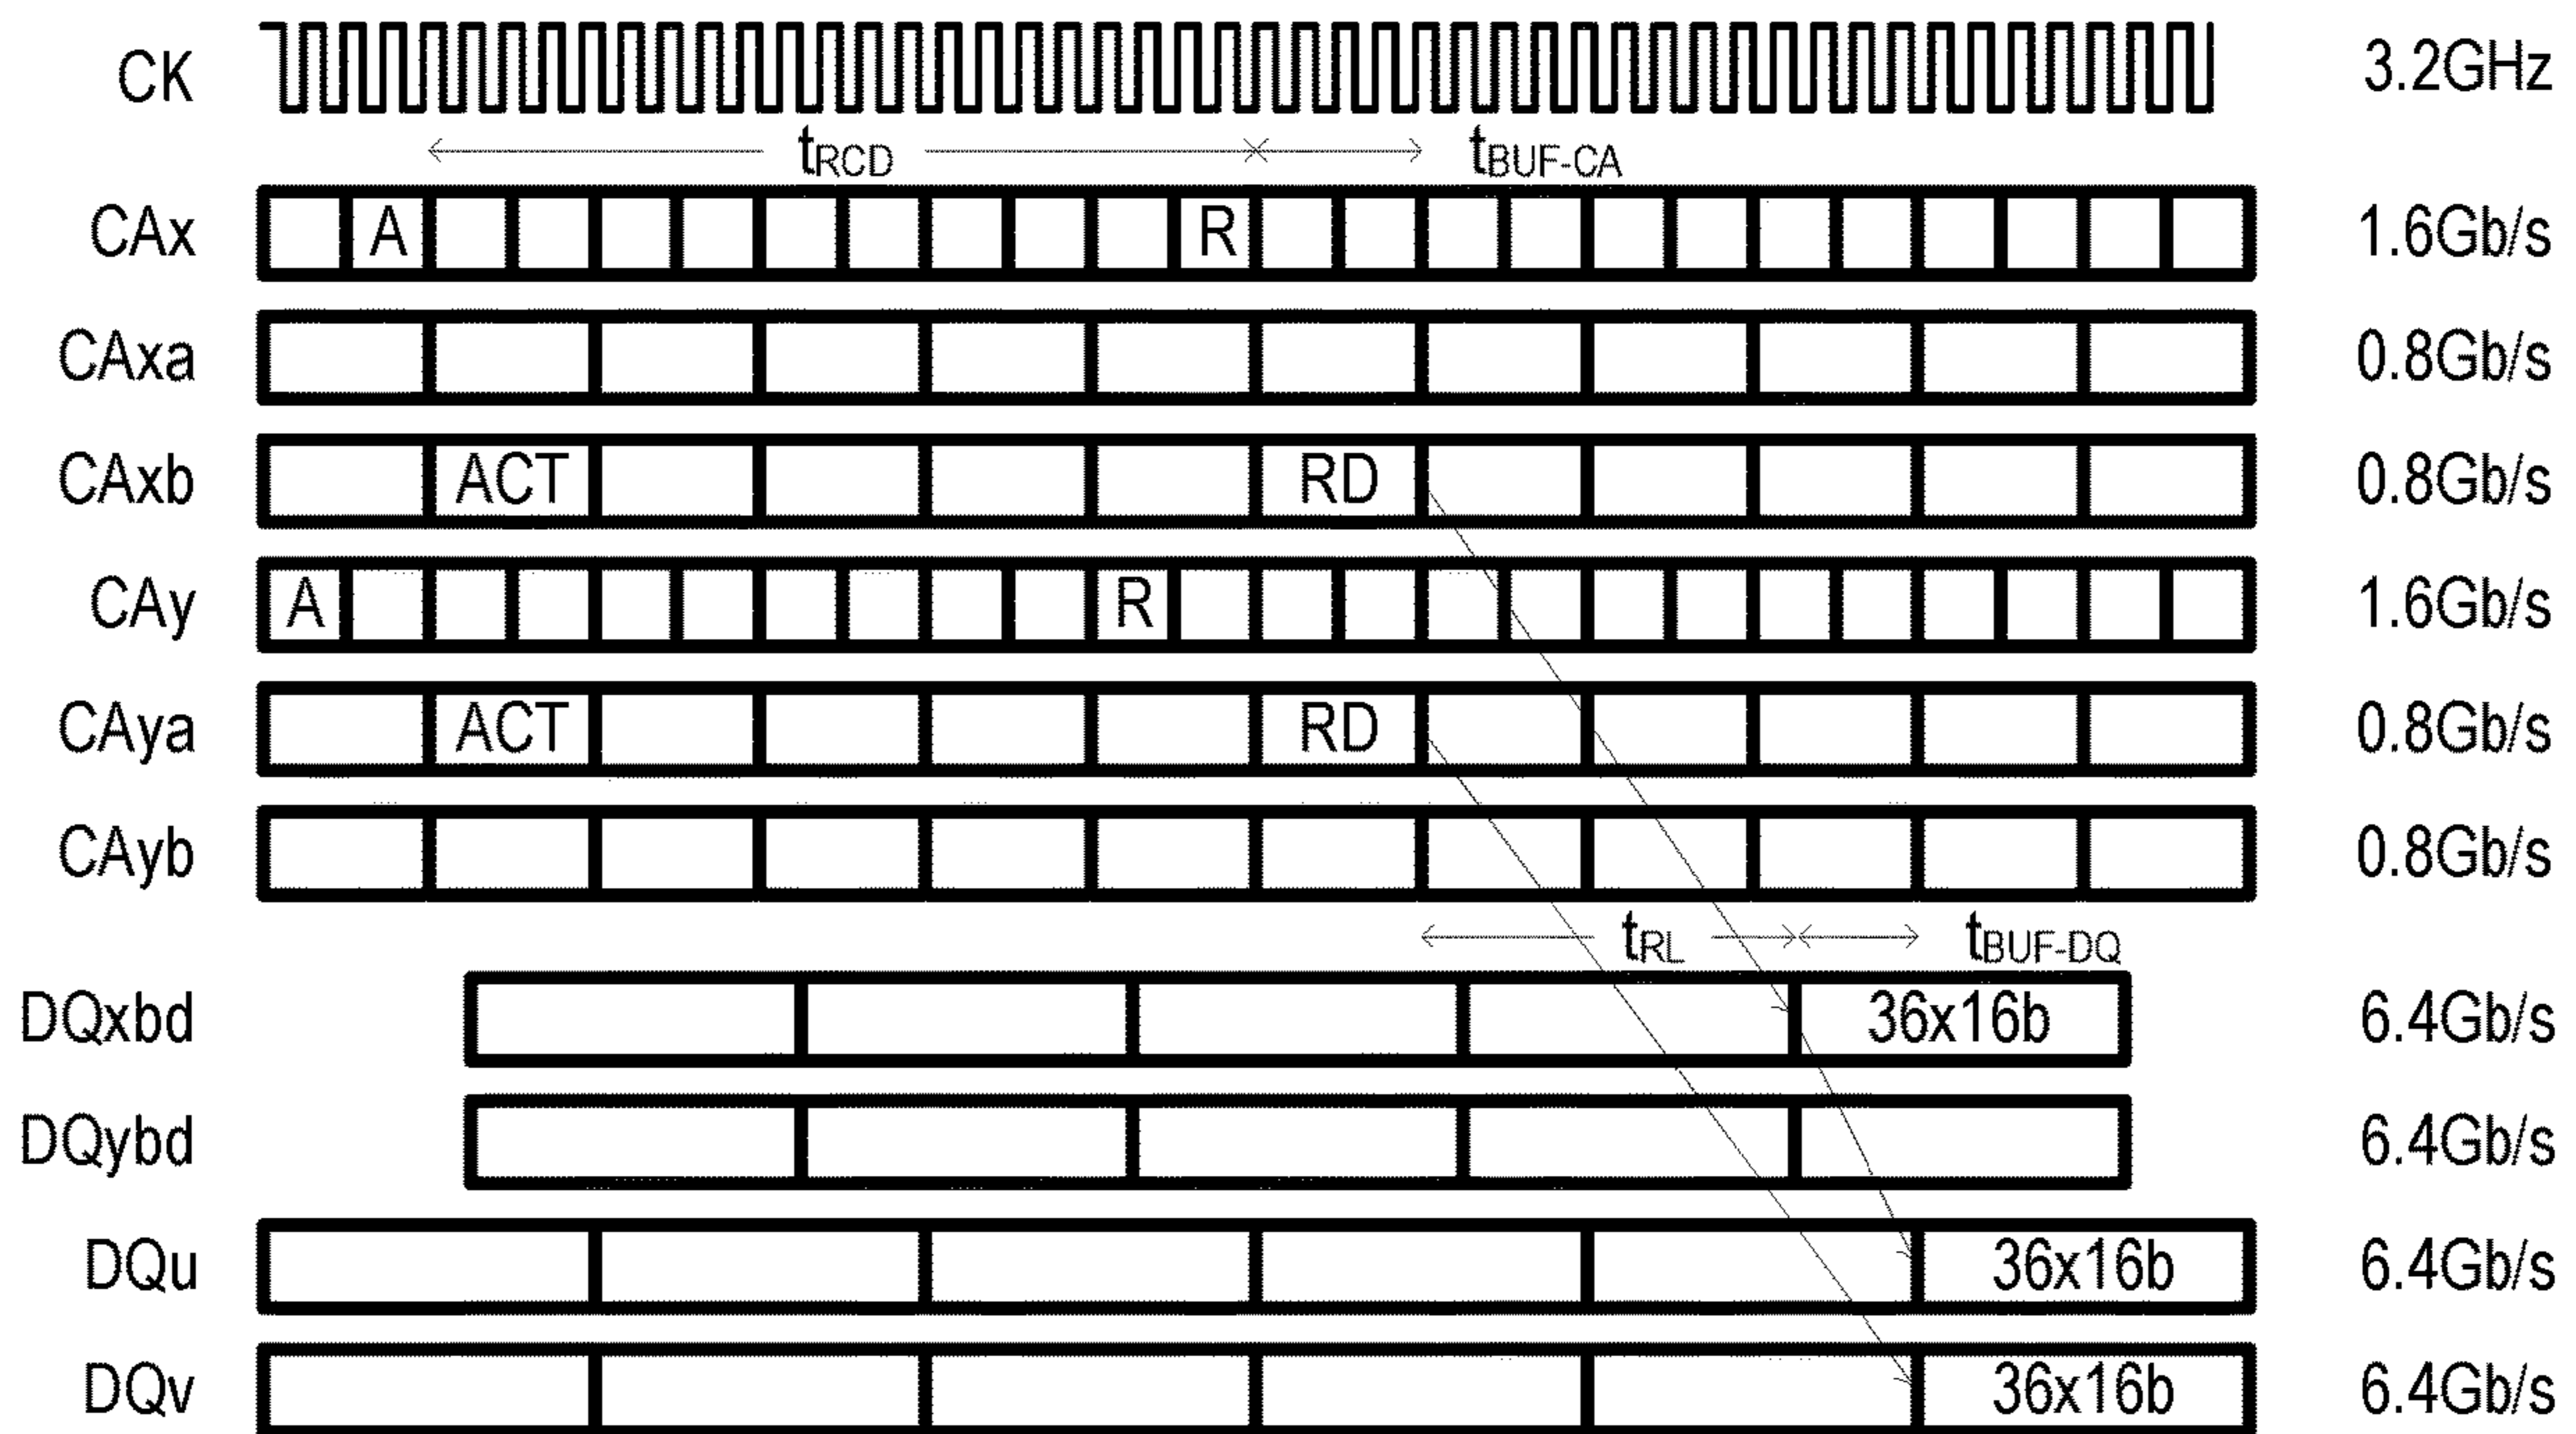 CK 3.2GHz
tRCD tBUF-CA
CAx A R 1.6Gb/s
CAxa 0.8Gb/s
CAxb ACT RD 0.8Gb/s
CAy A R 1.6Gb/s
CAya ACT RD 0.8Gb/s
CAyb 0.8Gb/s
tRL tBUF-DQ
DQxbd 36x16b 6.4Gb/s
DQybd 6.4Gb/s
DQu 36x16b 6.4Gb/s
DQv 36x16b 6.4Gb/s